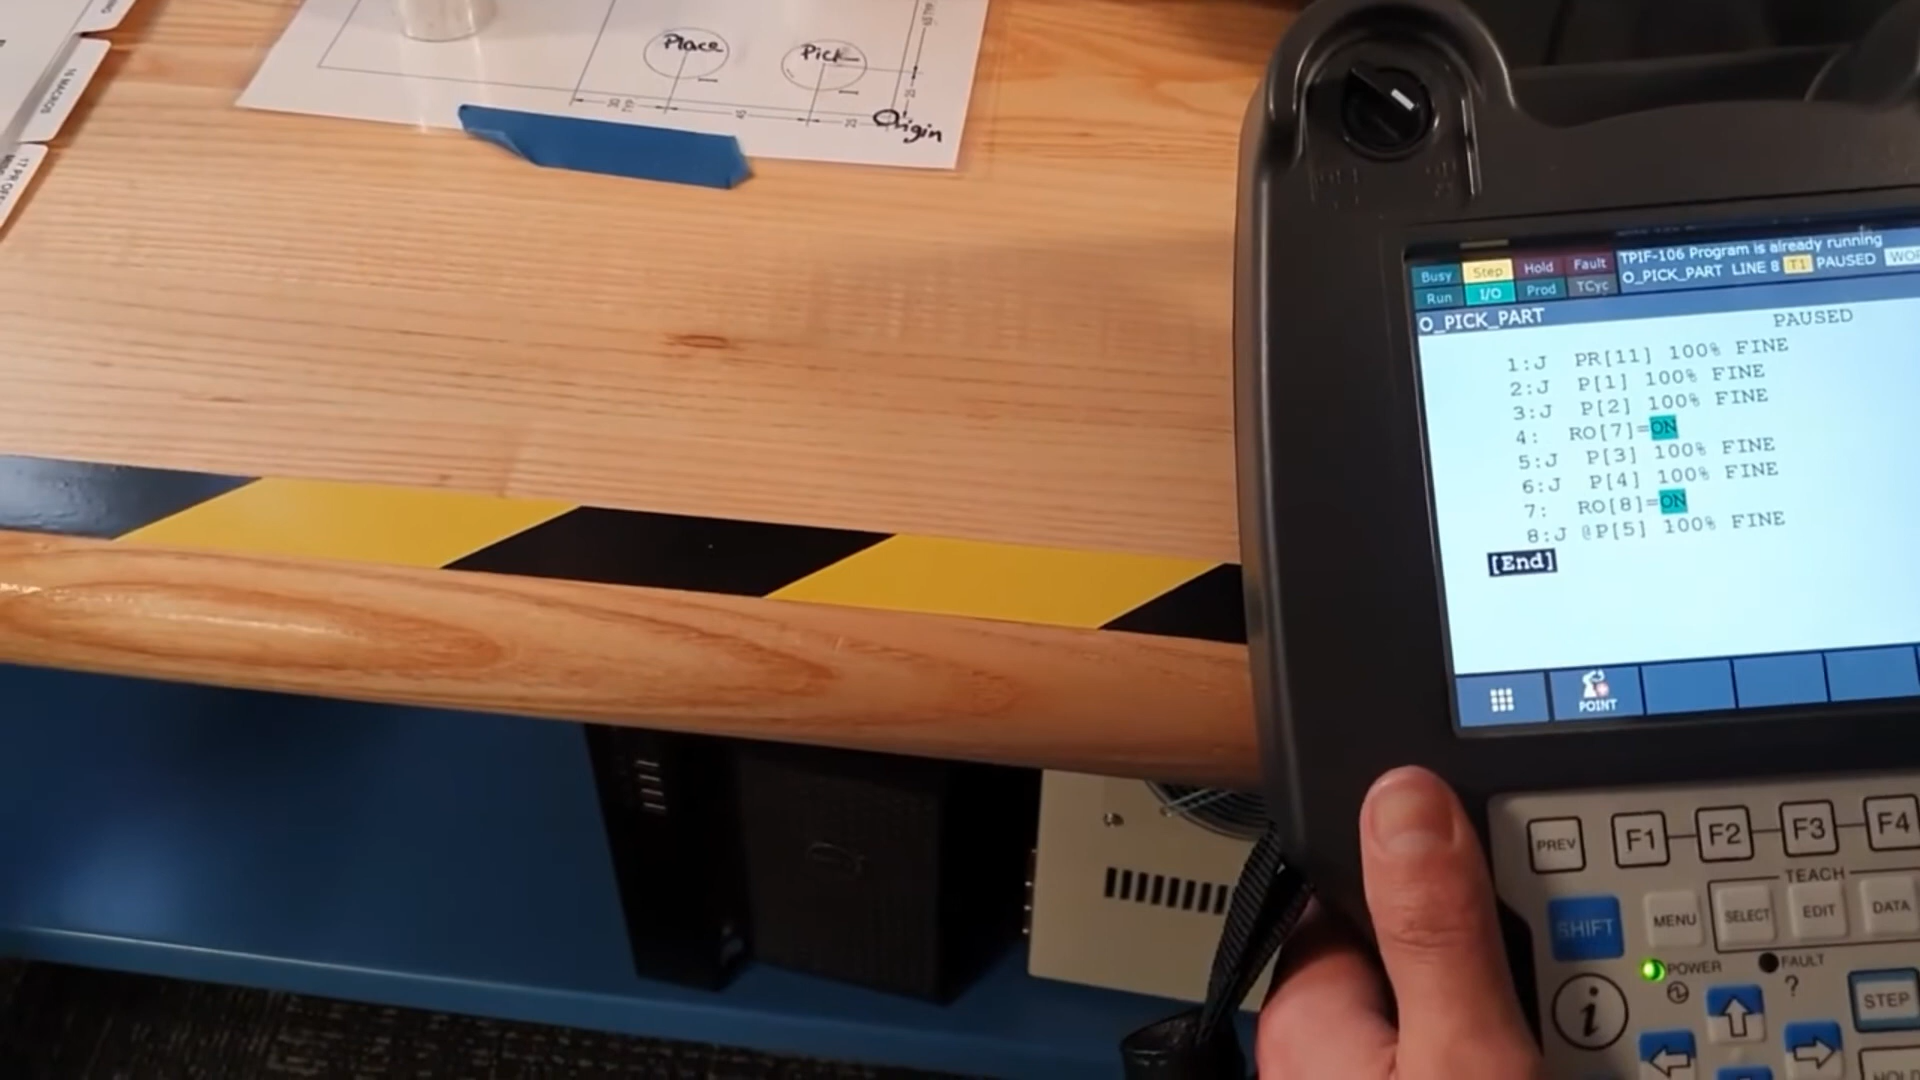 16 MACROS
Place
Pick
Origin
Busy Step Hold Fault
Run I/O Prod TCyc
TPIF-106 Program is already running
O_PICK_PART LINE 8 T1 PAUSED
O_PICK_PART PAUSED
1:J PR[11] 100% FINE
2:J P[1] 100% FINE
3:J P[2] 100% FINE
4: RO[7]=ON
5:J P[3] 100% FINE
6:J P[4] 100% FINE
7: RO[8]=ON
8:J @P[5] 100% FINE
[End]
POINT
PREV F1 F2 F3 F4
TEACH
SHIFT MENU SELECT EDIT DATA
POWER FAULT
i ? STEP